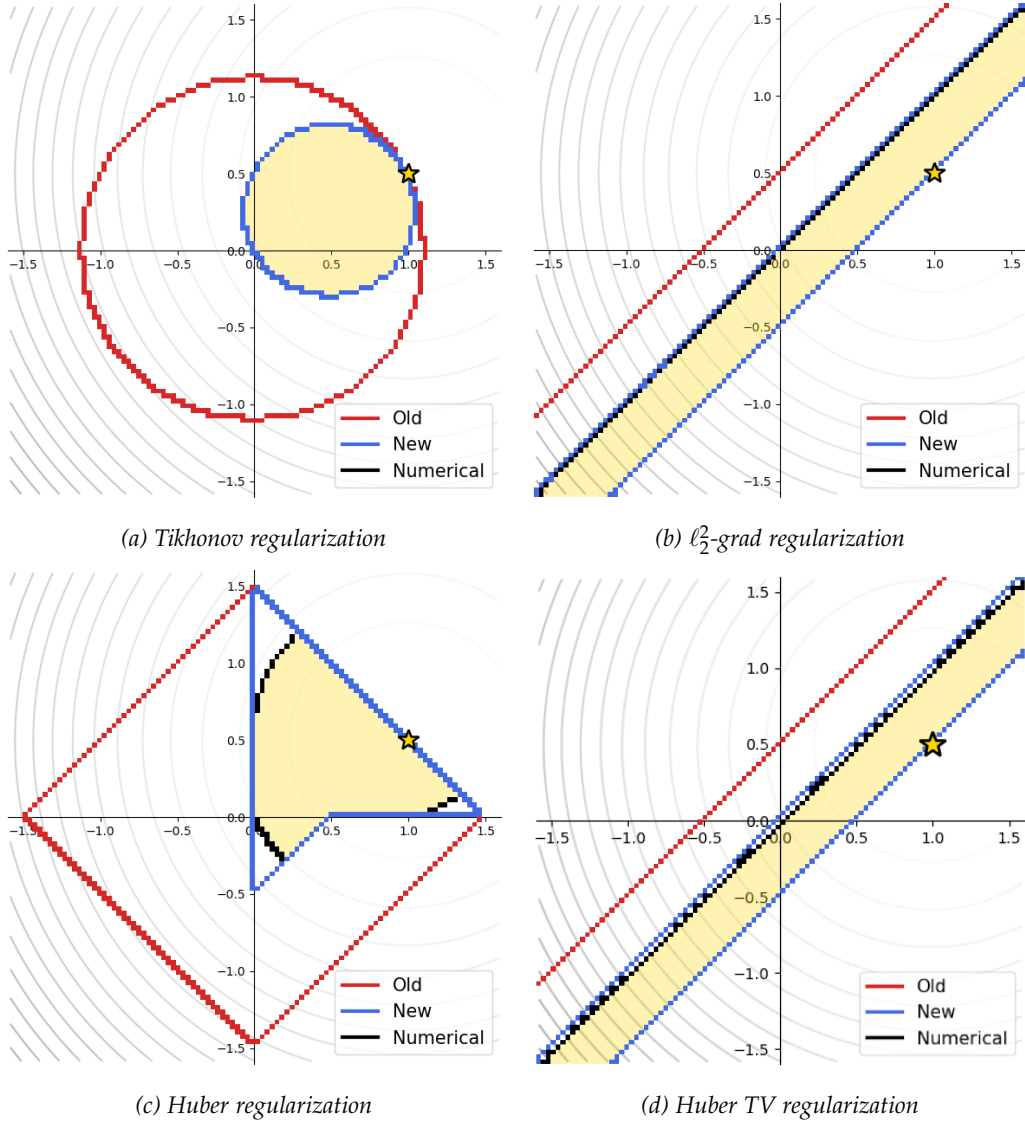 1.5
1.0
0.5
0.0
−0.5
−1.0
−1.5
−1.5 −1.0 −0.5 0.5 1.0 1.5
Old
New
Numerical
(a) Tikhonov regularization
1.5
1.0
0.5
0.0
−0.5
−1.0
−1.5
−1.5 −1.0 −0.5 0.0 0.5 1.0 1.5
Old
New
Numerical
(b) ℓ₂²-grad regularization
1.5
1.0
0.5
0.0
−0.5
−1.0
−1.5
−1.5 −1.0 −0.5 0 0.5 1.0 1.5
Old
New
Numerical
(c) Huber regularization
1.5
1.0
0.5
0.0
−0.5
−1.0
−1.5
−1.5 −1.0 −0.5 0.0 0.5 1.0 1.5
Old
New
Numerical
(d) Huber TV regularization